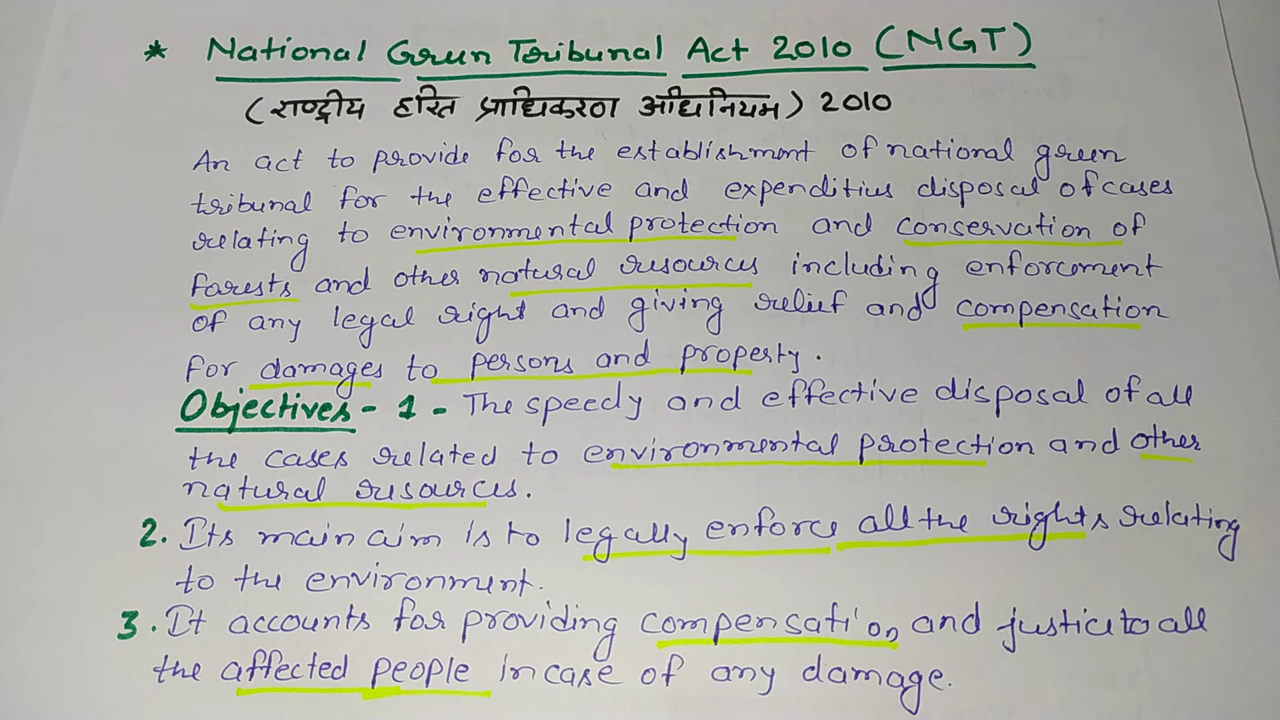 * National Green Tribunal Act 2010 (NGT)
(राष्ट्रीय हरित प्राधिकरण अधिनियम) 2010
An act to provide for the establishment of national green
tribunal for the effective and expenditius disposal of cases
relating to environmental protection and conservation of
forests and other natural resources including enforcement
of any legal right and giving relief and compensation
for damages to persons and property.
Objectives - 1 - The speedy and effective disposal of all
the cases related to environmental protection and other
natural resources.
2. Its main aim is to legally enforce all the rights relating
to the environment.
3. It accounts for providing compensation and justice to all
the affected people in case of any damage.